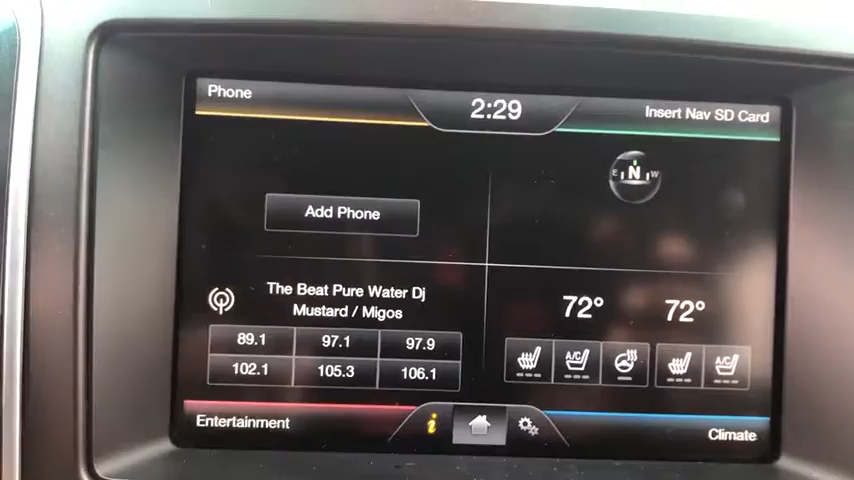 Phone
2:29
Insert Nav SD Card
E N W
Add Phone
The Beat Pure Water Dj
Mustard / Migos
89.1 97.1 97.9
102.1 105.3 106.1
72° 72°
A/C A/C
Entertainment
i
Climate